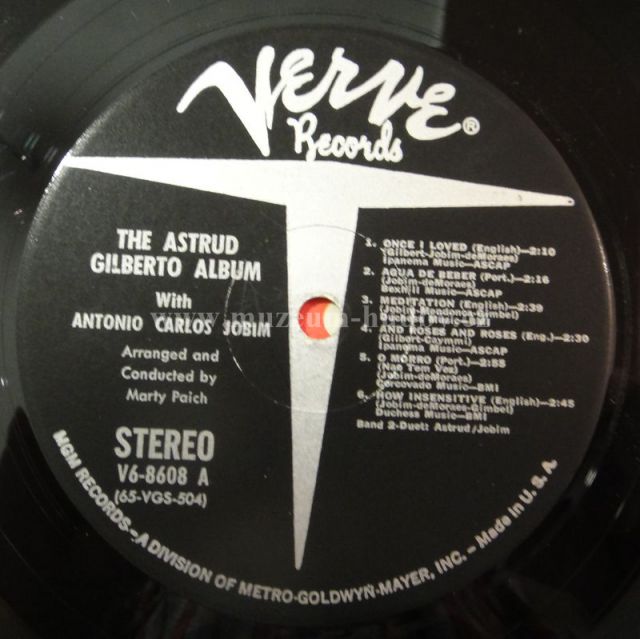 VERVE®
Records
THE ASTRUD
GILBERTO ALBUM
With
ANTONIO CARLOS JOBIM
Arranged and
Conducted by
Marty Paich
STEREO
V6-8608 A
(65-VGS-504)
1. ONCE I LOVED (English)—2:10
(Gilbert-Jobim-deMoraes)
Ipanema Music—ASCAP
2. AGUA DE BEBER (Port.)—2:16
(Jobim-deMoraes)
Music—ASCAP
3. MEDITATION (English)—2:39
(Jobim-Mendonca-Gimbel)
Duchess Music—BMI
AND ROSES AND ROSES (Eng.)—2:30
(Gilbert-Caymmi)
Ipanema Music—ASCAP
5. O MORRO (Port.)—2:55
(Nao Tem Vez)
(Jobim-deMoraes)
Corcovado Music—BMI
6. HOW INSENSITIVE (English)—2:45
(Jobim-deMoraes-Gimbel)
Duchess Music—BMI
Band 2-Duet: Astrud/Jobim
MGM RECORDS—A DIVISION OF METRO-GOLDWYN-MAYER, INC. – Made in U. S. A.